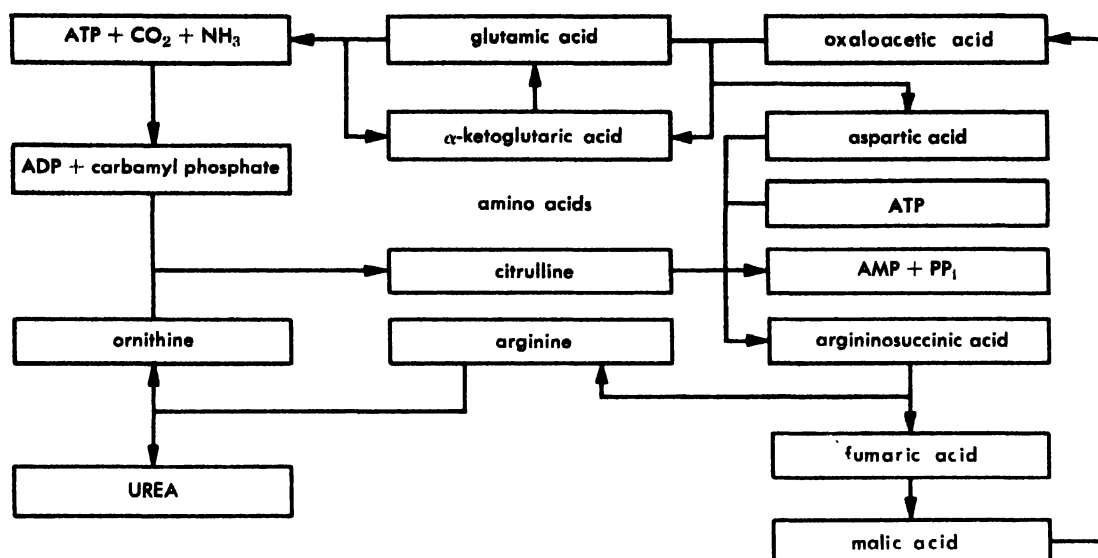 ATP + CO₂ + NH₃
glutamic acid
oxaloacetic acid
α-ketoglutaric acid
aspartic acid
ADP + carbamyl phosphate
amino acids
ATP
citrulline
AMP + PPᵢ
ornithine
arginine
argininosuccinic acid
fumaric acid
UREA
malic acid